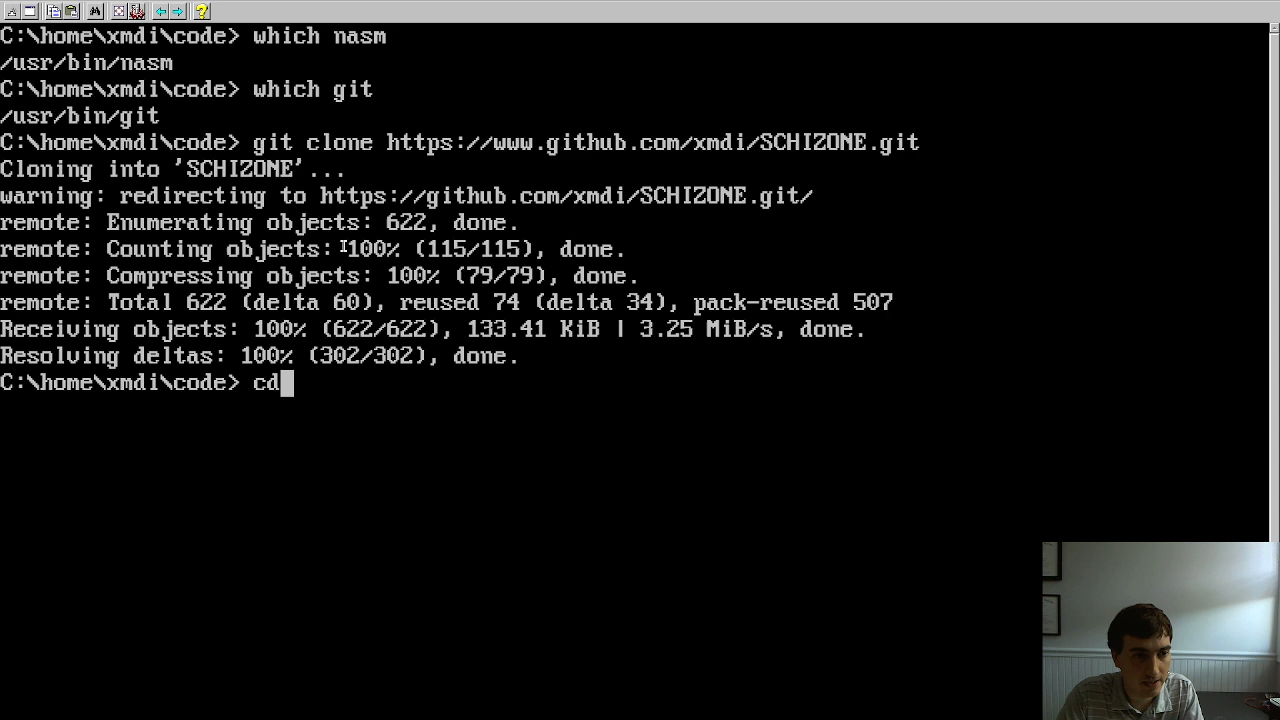 C:\home\xmdi\code> which nasm
/usr/bin/nasm
C:\home\xmdi\code> which git
/usr/bin/git
C:\home\xmdi\code> git clone https://www.github.com/xmdi/SCHIZONE.git
Cloning into 'SCHIZONE'...
warning: redirecting to https://github.com/xmdi/SCHIZONE.git/
remote: Enumerating objects: 622, done.
remote: Counting objects: 100% (115/115), done.
remote: Compressing objects: 100% (79/79), done.
remote: Total 622 (delta 60), reused 74 (delta 34), pack-reused 507
Receiving objects: 100% (622/622), 133.41 KiB | 3.25 MiB/s, done.
Resolving deltas: 100% (302/302), done.
C:\home\xmdi\code> cd